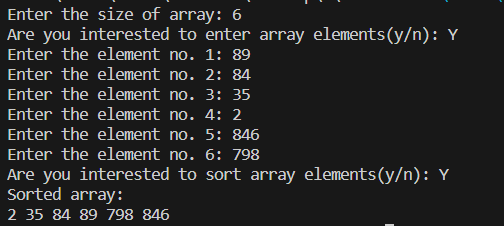 Enter the size of array: 6
Are you interested to enter array elements(y/n): Y
Enter the element no. 1: 89
Enter the element no. 2: 84
Enter the element no. 3: 35
Enter the element no. 4: 2
Enter the element no. 5: 846
Enter the element no. 6: 798
Are you interested to sort array elements(y/n): Y
Sorted array:
2 35 84 89 798 846